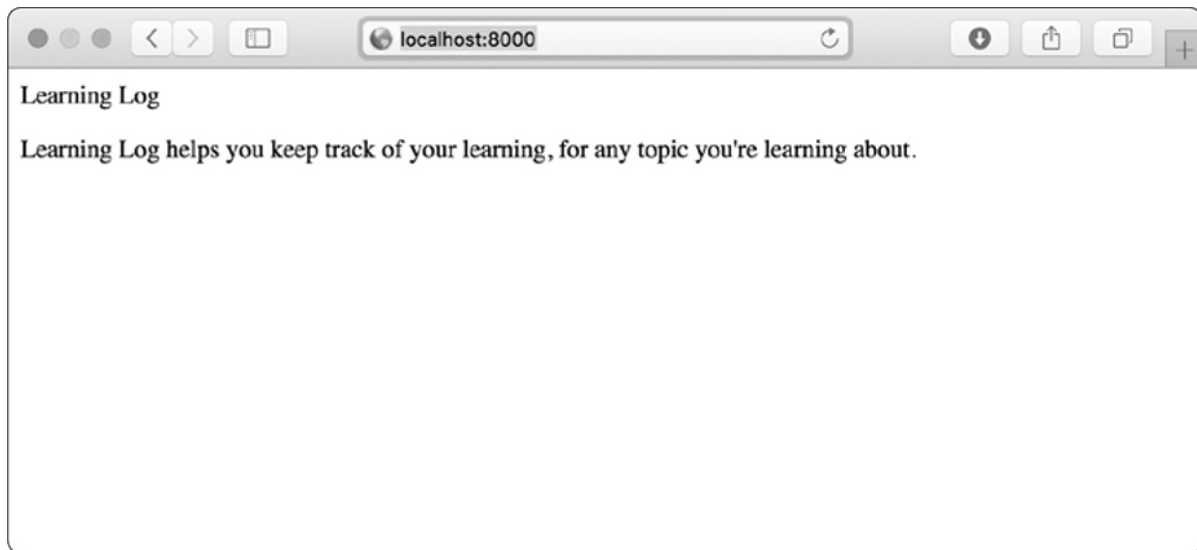 localhost:8000
Learning Log
Learning Log helps you keep track of your learning, for any topic you're learning about.